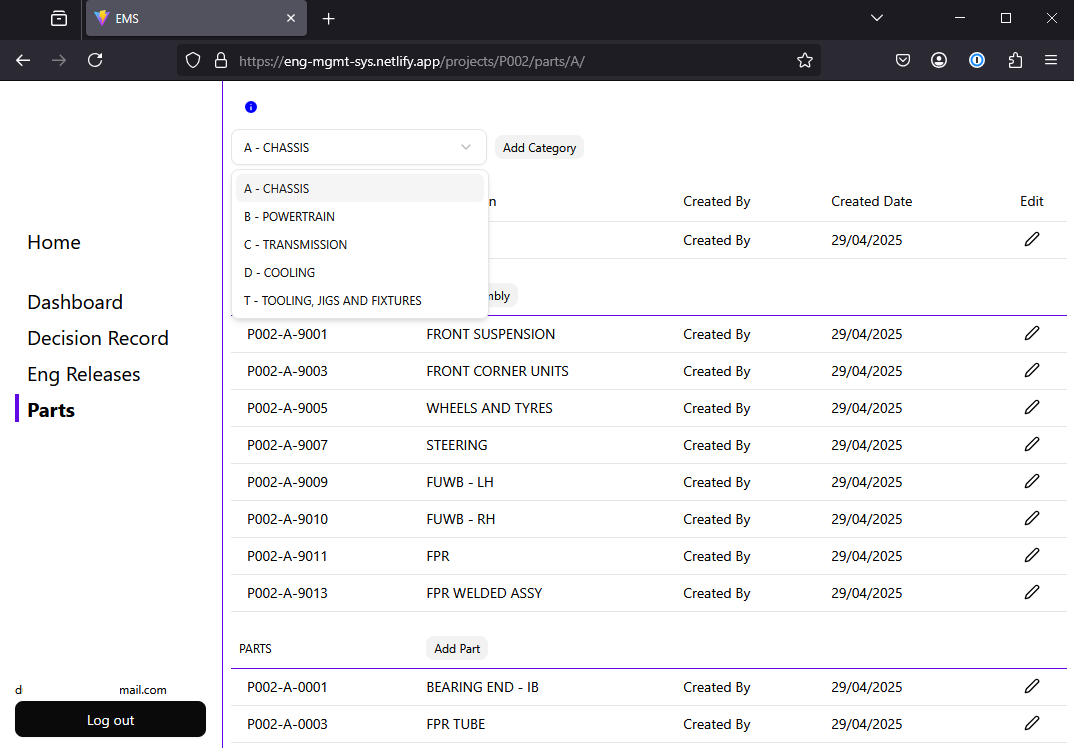 EMS
https://eng-mgmt-sys.netlify.app/projects/P002/parts/A/
A - CHASSIS
Add Category
A - CHASSIS
B - POWERTRAIN
C - TRANSMISSION
D - COOLING
T - TOOLING, JIGS AND FIXTURES
Created By Created Date Edit
Created By 29/04/2025
Home
Dashboard
Decision Record
Eng Releases
Parts
P002-A-9001 FRONT SUSPENSION Created By 29/04/2025
P002-A-9003 FRONT CORNER UNITS Created By 29/04/2025
P002-A-9005 WHEELS AND TYRES Created By 29/04/2025
P002-A-9007 STEERING Created By 29/04/2025
P002-A-9009 FUWB - LH Created By 29/04/2025
P002-A-9010 FUWB - RH Created By 29/04/2025
P002-A-9011 FPR Created By 29/04/2025
P002-A-9013 FPR WELDED ASSY Created By 29/04/2025
PARTS Add Part
P002-A-0001 BEARING END - IB Created By 29/04/2025
P002-A-0003 FPR TUBE Created By 29/04/2025
mail.com
Log out